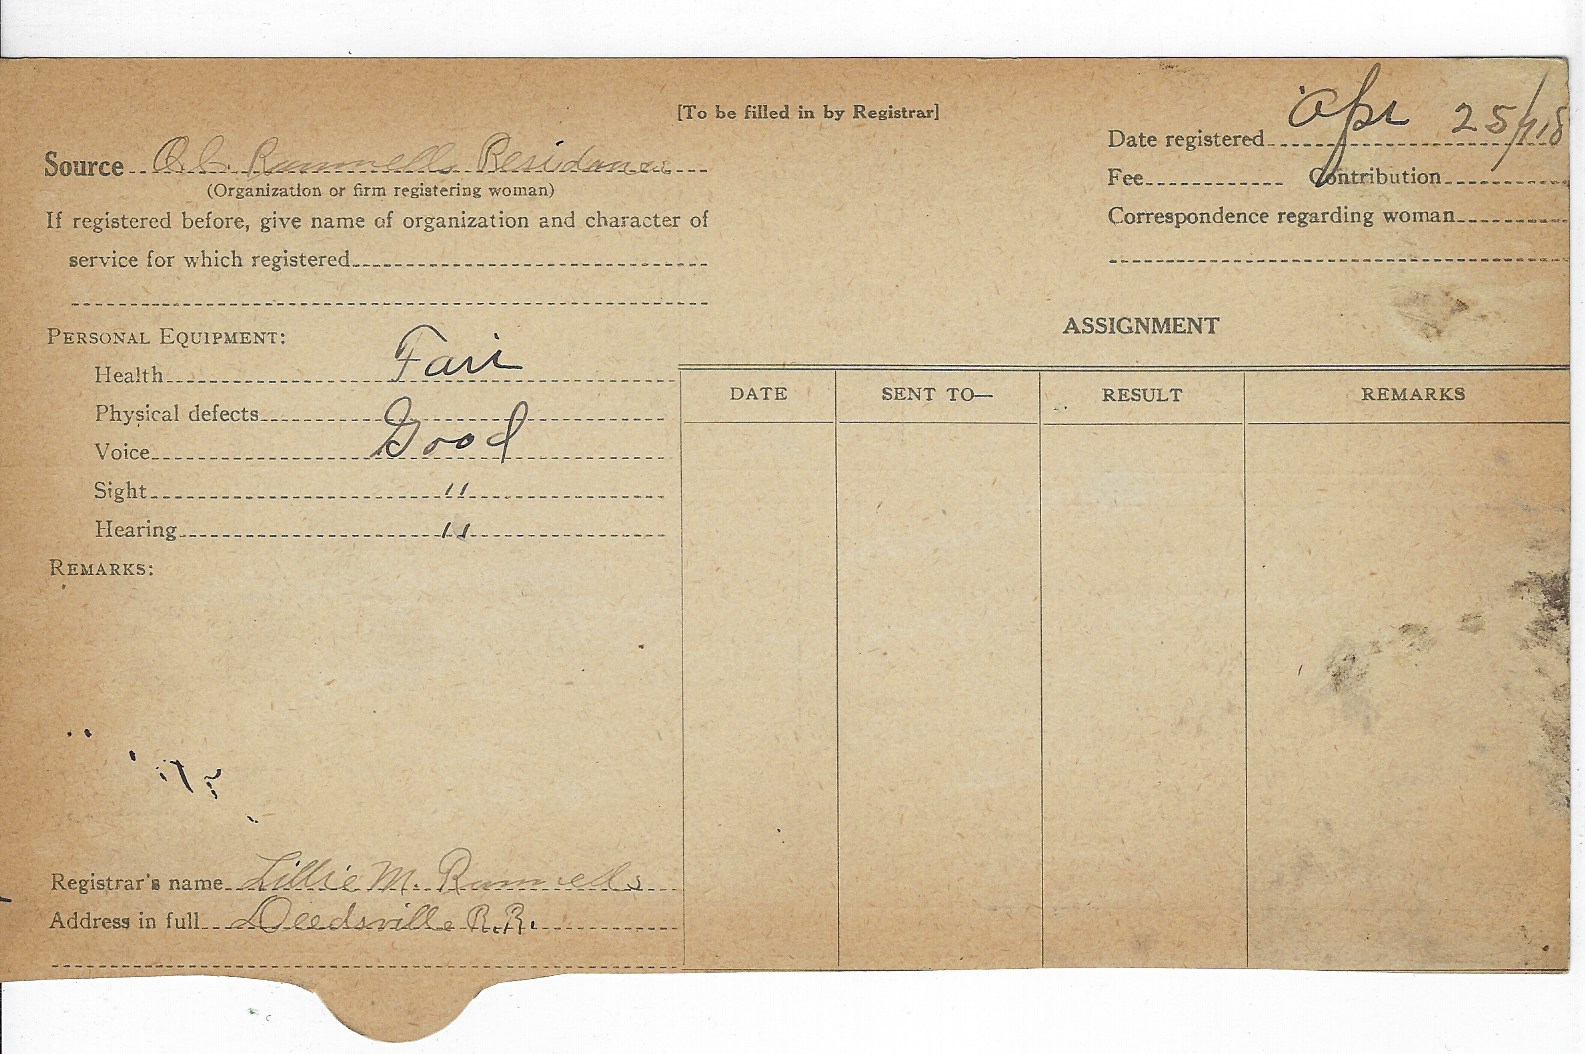 [To be filled in by Registrar]
Date registered Apr 25/18
Source Residance
(Organization or firm registering woman)
Fee Contribution
If registered before, give name of organization and character of
Correspondence regarding woman
service for which registered
PERSONAL EQUIPMENT:
ASSIGNMENT
Health Fair
DATE SENT TO— RESULT REMARKS
Physical defects
Voice Good
Sight "
Hearing "
REMARKS:
Registrar's name Lillie M. Runnells
Address in full Deedsville R.R.